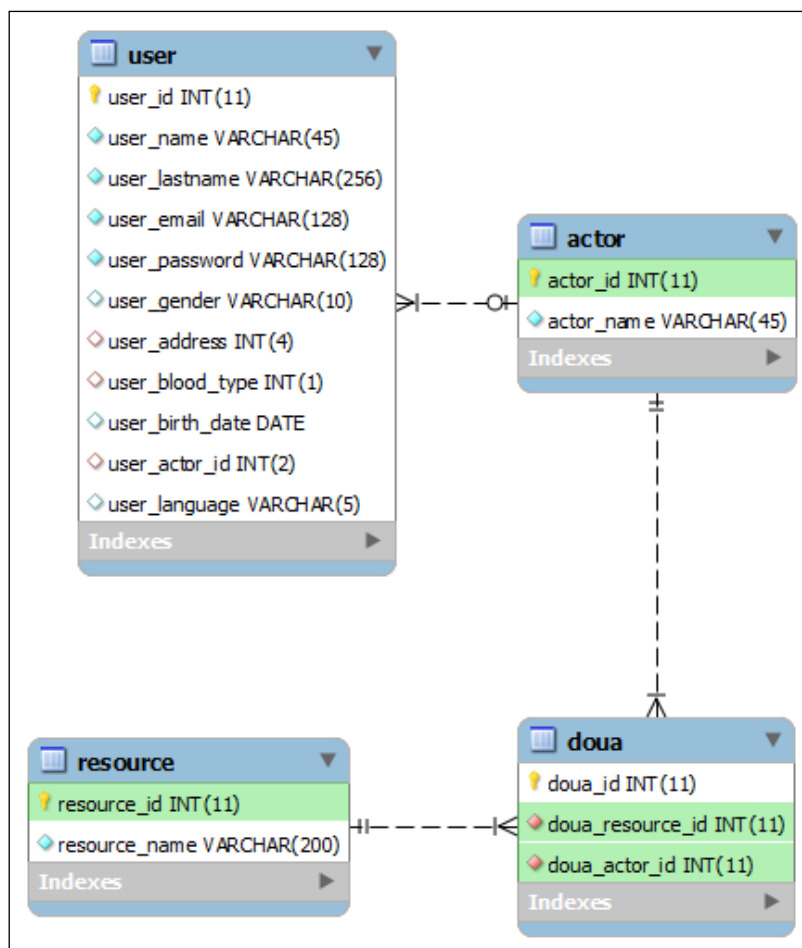 user
user_id INT(11)
user_name VARCHAR(45)
user_lastname VARCHAR(256)
user_email VARCHAR(128)
user_password VARCHAR(128)
user_gender VARCHAR(10)
user_address INT(4)
user_blood_type INT(1)
user_birth_date DATE
user_actor_id INT(2)
user_language VARCHAR(5)
Indexes
actor
actor_id INT(11)
actor_name VARCHAR(45)
Indexes
resource
resource_id INT(11)
resource_name VARCHAR(200)
Indexes
doua
doua_id INT(11)
doua_resource_id INT(11)
doua_actor_id INT(11)
Indexes